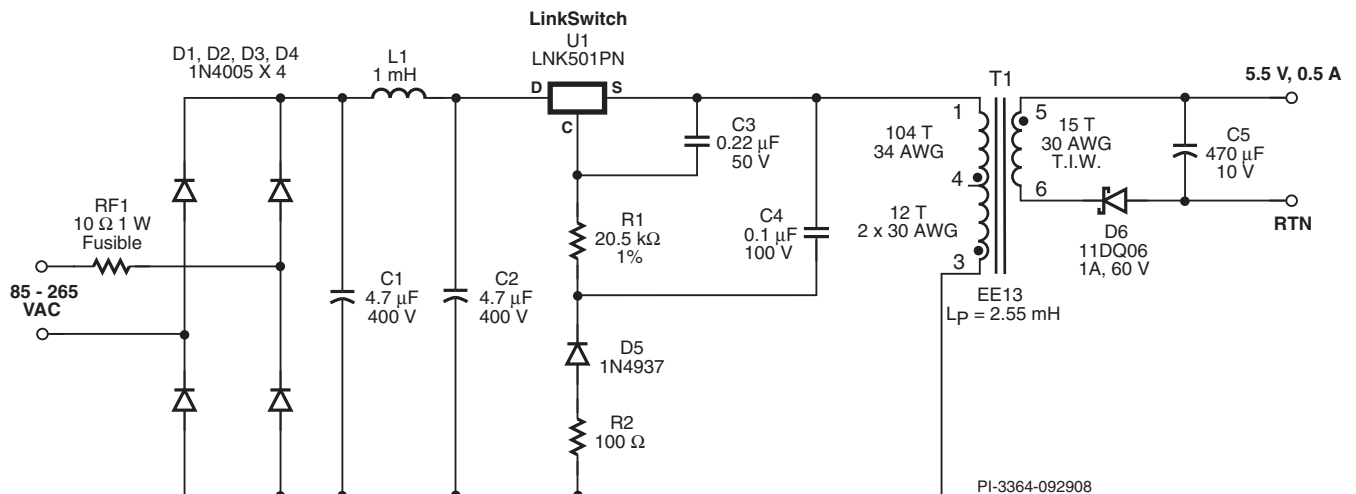 LinkSwitch
U1
LNK501PN
D1, D2, D3, D4
1N4005 X 4
L1
1 mH
D
S
C
T1
5.5 V, 0.5 A
1
5
C3
0.22 µF
50 V
104 T
34 AWG
15 T
30 AWG
T.I.W.
C5
470 µF
10 V
4
6
RF1
10 Ω 1 W
Fusible
R1
20.5 kΩ
1%
C4
0.1 µF
100 V
12 T
2 x 30 AWG
D6
11DQ06
1A, 60 V
RTN
3
85 - 265
VAC
C1
4.7 µF
400 V
C2
4.7 µF
400 V
EE13
LP = 2.55 mH
D5
1N4937
R2
100 Ω
PI-3364-092908